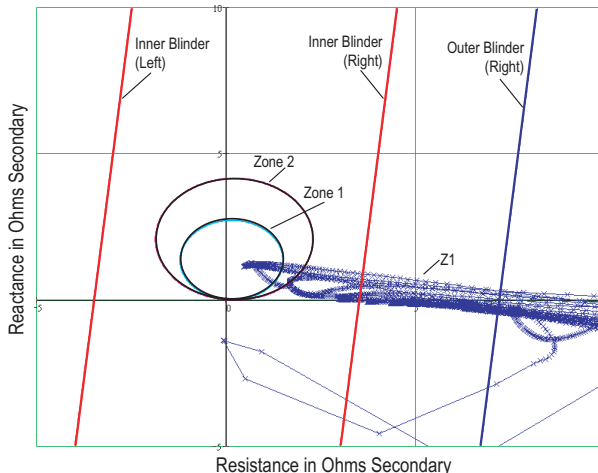 10
Inner Blinder
(Left)
Inner Blinder
(Right)
Outer Blinder
(Right)
5
Zone 2
Zone 1
Z1
Reactance in Ohms Secondary
-5
0
0
5
-5
Resistance in Ohms Secondary